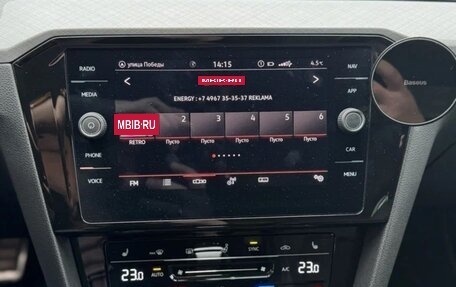 улица Победы 14:15 4.5°C
RADIO
NAV
MBIB.RU
MEDIA
APP
Baseus
ENERGY : +7 4967 35-35-37 REKLAMA
MBIB·RU 2 3 4 5 6
RETRO Пусто Пусто Пусто Пусто Пусто
PHONE
CAR
VOICE
FM
MENU
SYNC
23.0 AUTO A/C 23.0